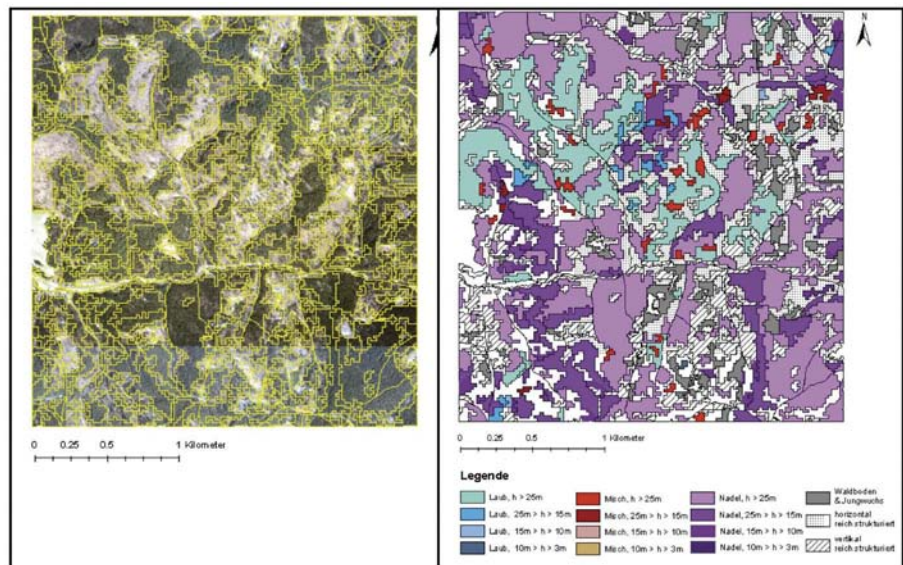 N
0 0.25 0.5 1 Kilometer
0 0.25 0.5 1 Kilometer
Legende
Laub, h > 25m
Laub, 25m > h > 15m
Laub, 15m > h > 10m
Laub, 10m > h > 3m
Misch, h > 25m
Misch, 25m > h > 15m
Misch, 15m > h > 10m
Misch, 10m > h > 3m
Nadel, h > 25m
Nadel, 25m > h > 15m
Nadel, 15m > h > 10m
Nadel, 10m > h > 3m
Waldboden
& Jungwuchs
horizontal
reich strukturiert
vertikal
reich strukturiert